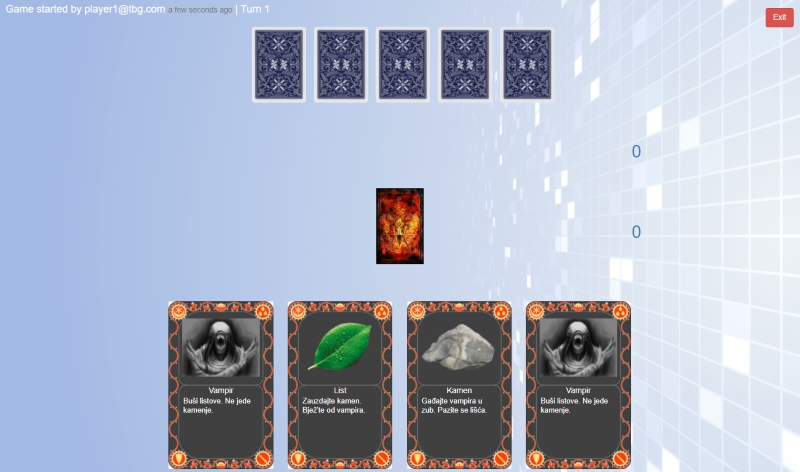 Game started by player1@tbg.com a few seconds ago | Turn 1
Exit
0
0
Vampir
Buši listove. Ne jede
kamenje.
List
Zauzdajte kamen.
Bjež'te od vampira.
Kamen
Gađajte vampira u
zub. Pazite se lišća.
Vampir
Buši listove. Ne jede
kamenje.